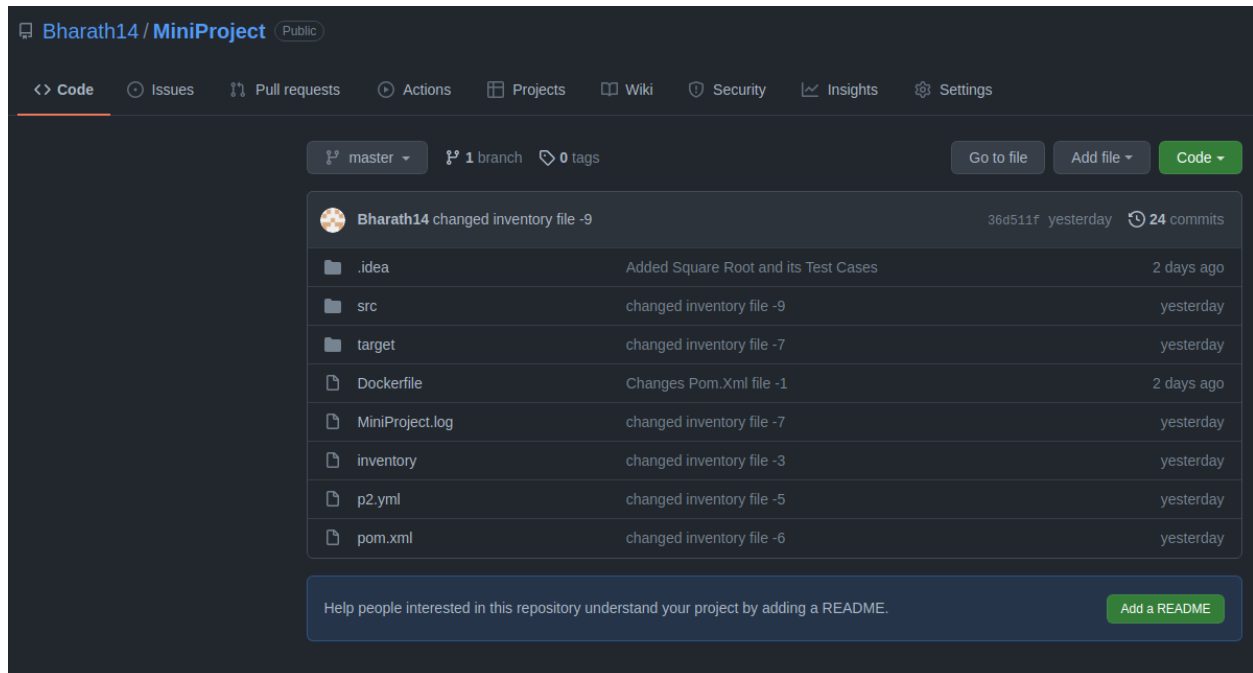 Bharath14 / MiniProject Public
Code Issues Pull requests Actions Projects Wiki Security Insights Settings
master 1 branch 0 tags Go to file Add file Code
Bharath14 changed inventory file -9 36d511f yesterday 24 commits
.idea Added Square Root and its Test Cases 2 days ago
src changed inventory file -9 yesterday
target changed inventory file -7 yesterday
Dockerfile Changes Pom.Xml file -1 2 days ago
MiniProject.log changed inventory file -7 yesterday
inventory changed inventory file -3 yesterday
p2.yml changed inventory file -5 yesterday
pom.xml changed inventory file -6 yesterday
Help people interested in this repository understand your project by adding a README. Add a README